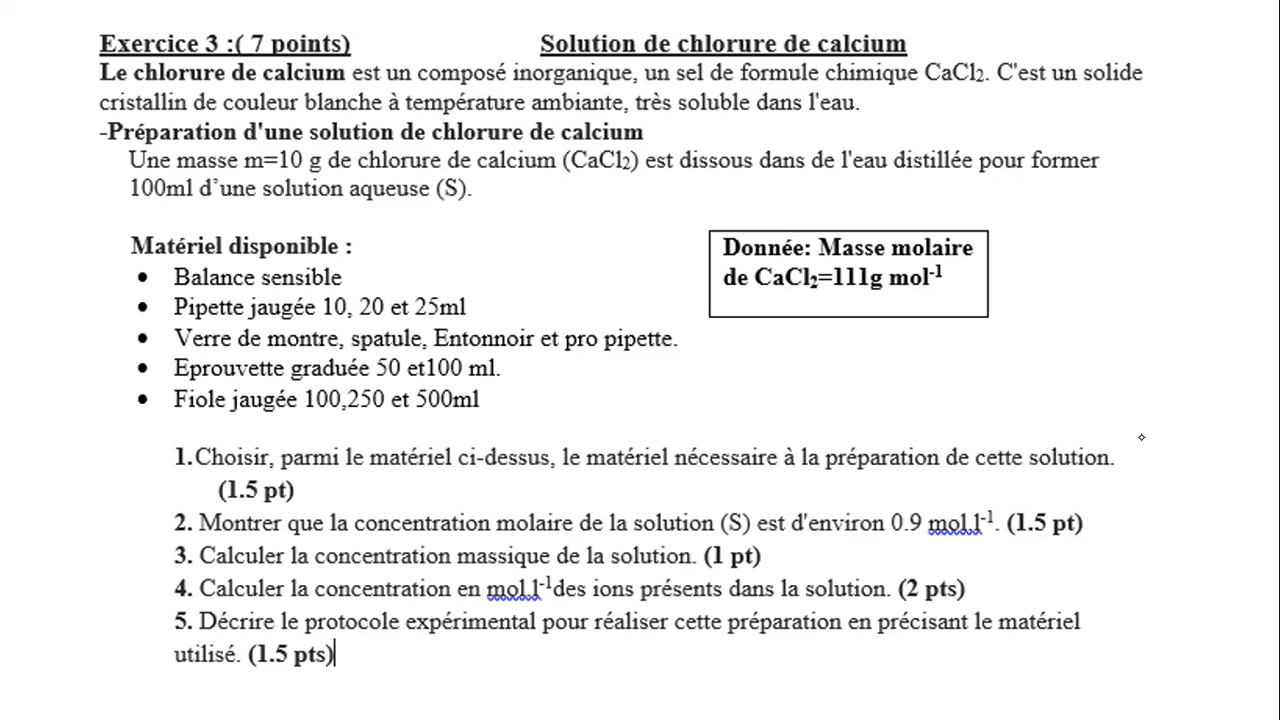 Exercice 3 :( 7 points) Solution de chlorure de calcium
Le chlorure de calcium est un composé inorganique, un sel de formule chimique CaCl₂. C'est un solide
cristallin de couleur blanche à température ambiante, très soluble dans l'eau.
-Préparation d'une solution de chlorure de calcium
Une masse m=10 g de chlorure de calcium (CaCl₂) est dissous dans de l'eau distillée pour former
100ml d’une solution aqueuse (S).
Matériel disponible :
• Balance sensible
• Pipette jaugée 10, 20 et 25ml
• Verre de montre, spatule, Entonnoir et pro pipette.
• Eprouvette graduée 50 et100 ml.
• Fiole jaugée 100,250 et 500ml
Donnée: Masse molaire
de CaCl₂=111g mol⁻¹
1.Choisir, parmi le matériel ci-dessus, le matériel nécessaire à la préparation de cette solution.
(1.5 pt)
2. Montrer que la concentration molaire de la solution (S) est d'environ 0.9 mol.l⁻¹. (1.5 pt)
3. Calculer la concentration massique de la solution. (1 pt)
4. Calculer la concentration en mol.l⁻¹des ions présents dans la solution. (2 pts)
5. Décrire le protocole expérimental pour réaliser cette préparation en précisant le matériel
utilisé. (1.5 pts)